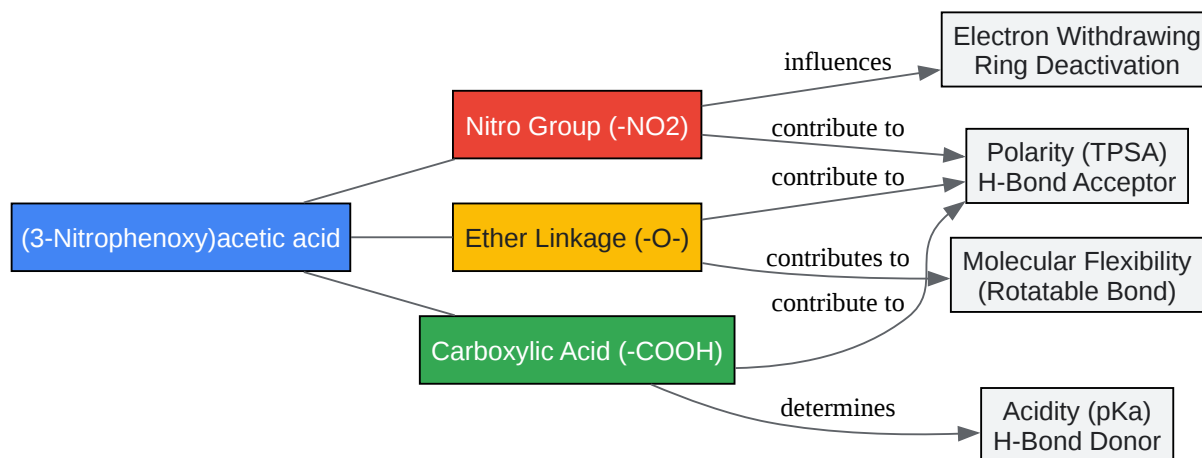 Electron Withdrawing
Ring Deactivation
influences
Nitro Group (-NO2)
contribute to
Polarity (TPSA)
H-Bond Acceptor
contribute to
(3-Nitrophenoxy)acetic acid
Ether Linkage (-O-)
contributes to
Molecular Flexibility
(Rotatable Bond)
contribute to
Carboxylic Acid (-COOH)
determines
Acidity (pKa)
H-Bond Donor